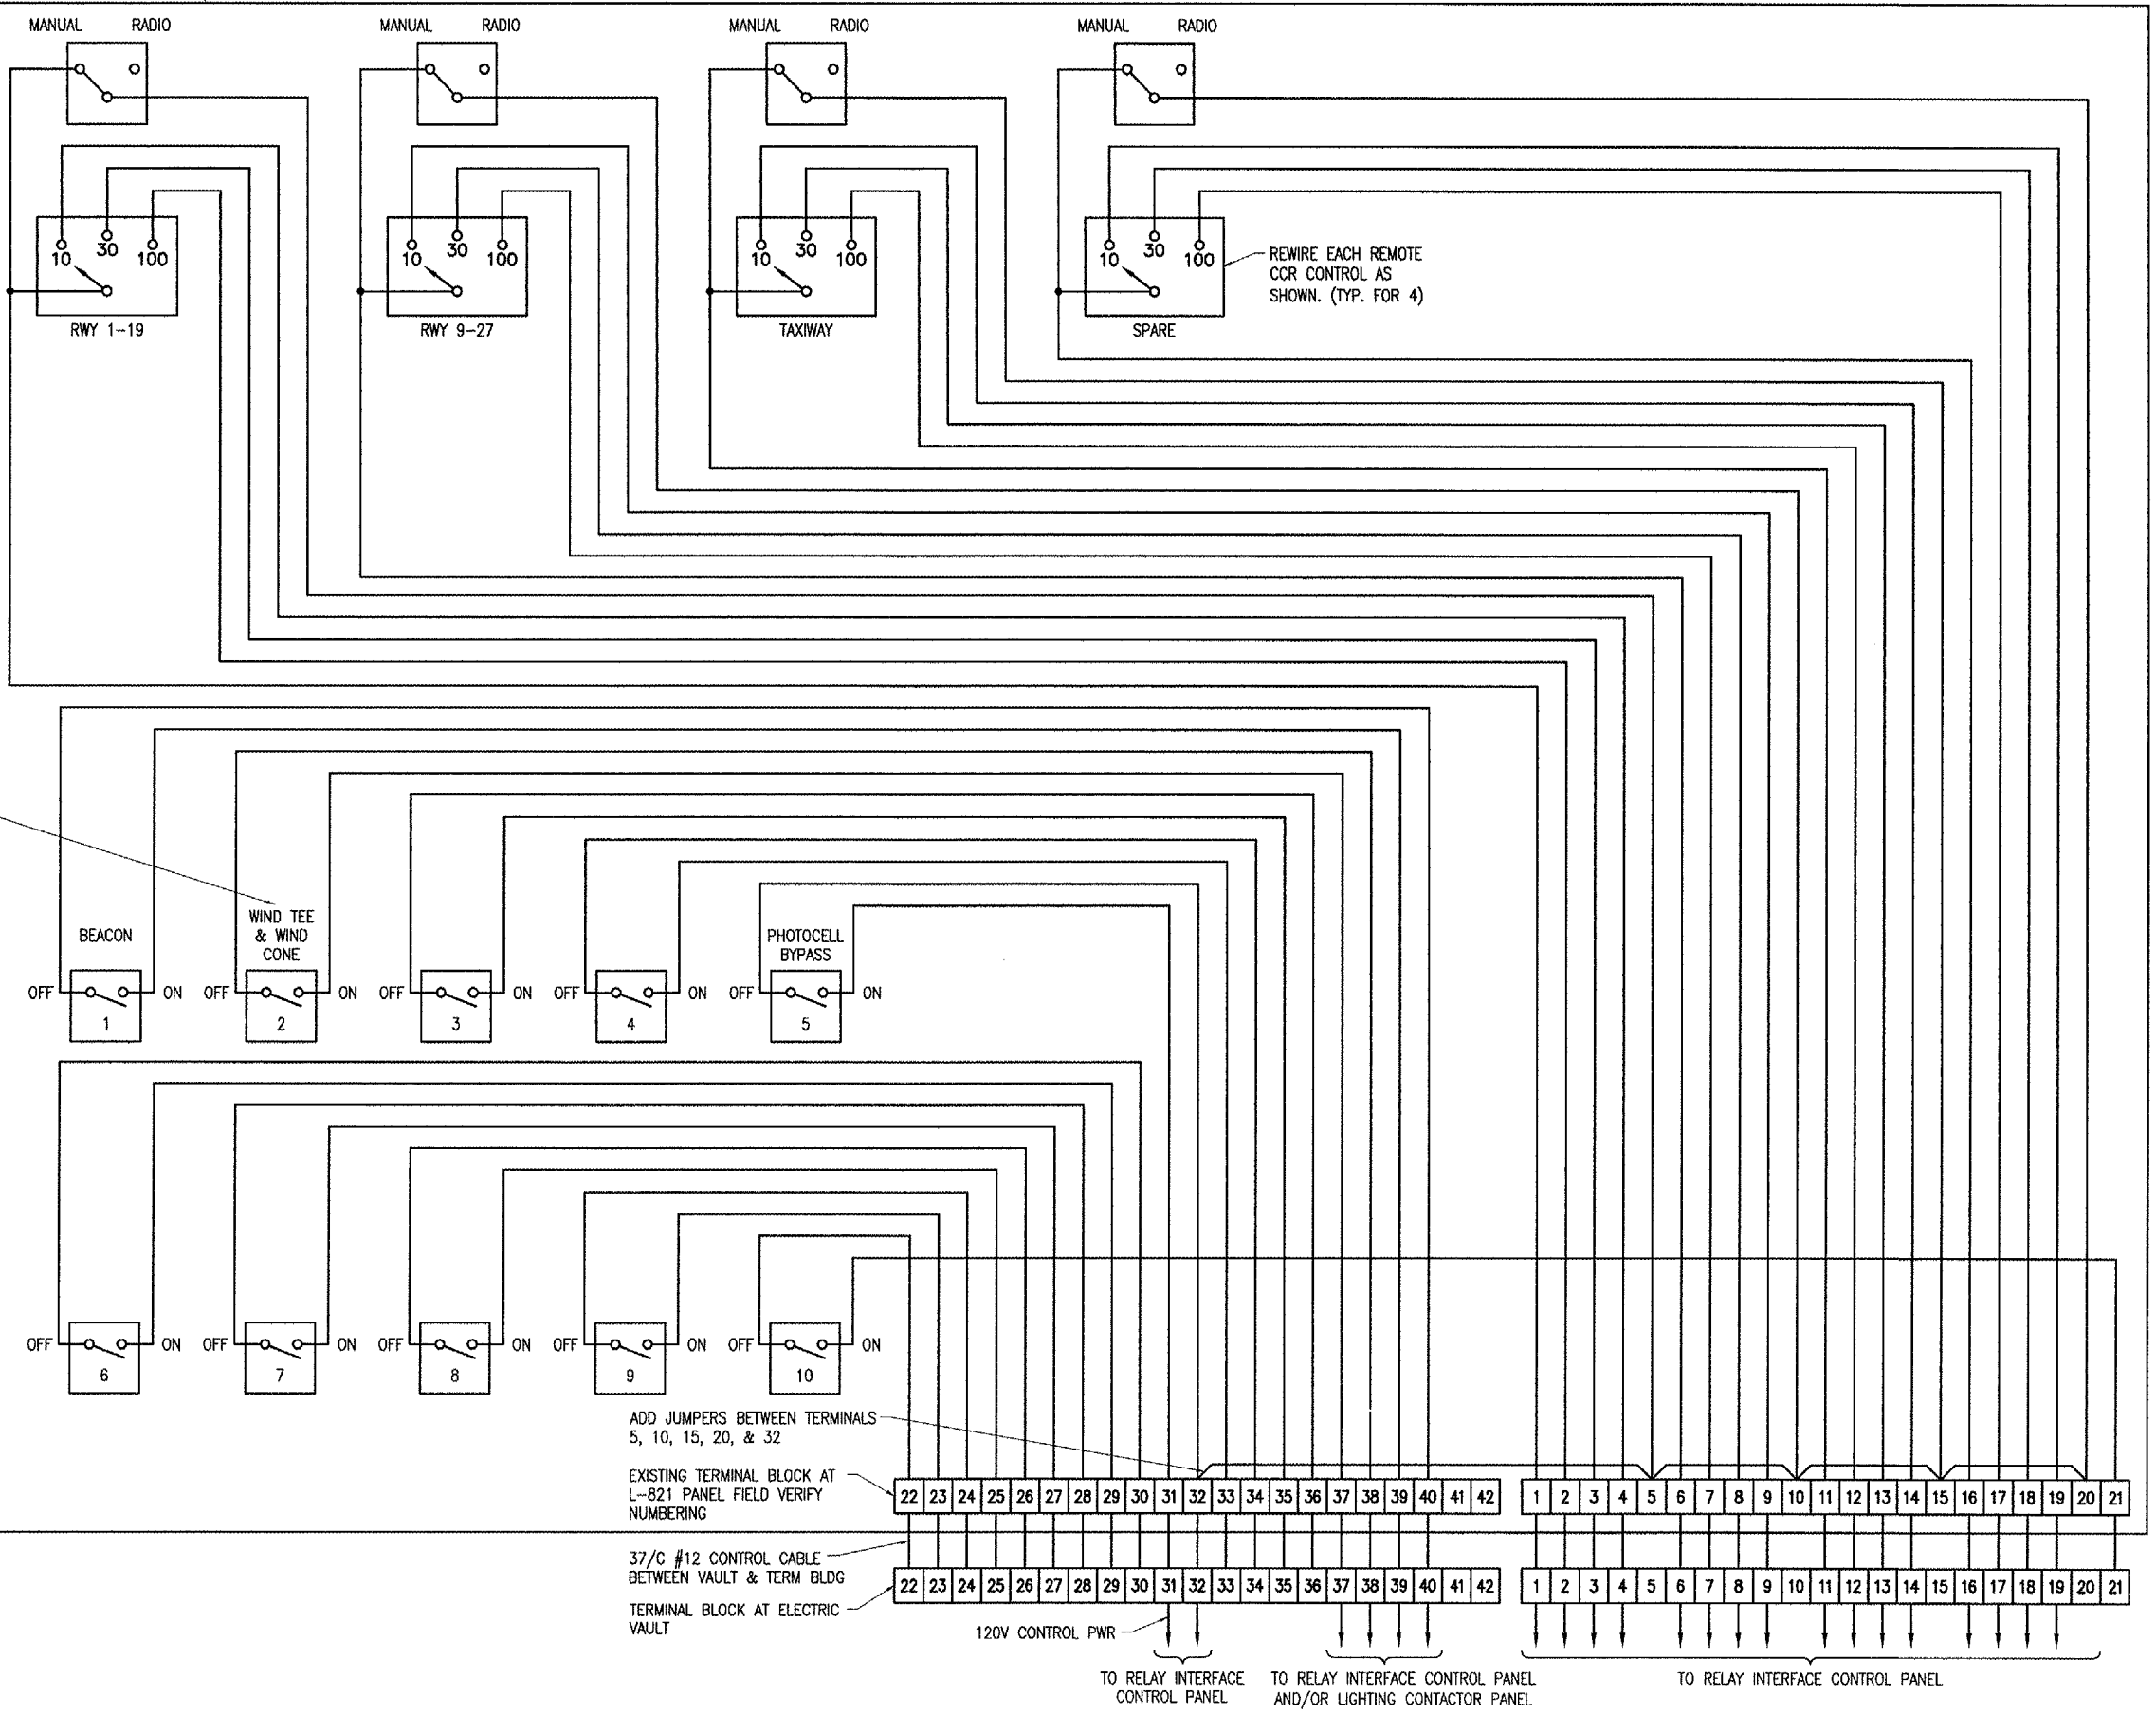 MANUAL RADIO MANUAL RADIO MANUAL RADIO MANUAL RADIO
10 30 100 10 30 100 10 30 100 10 30 100
REWIRE EACH REMOTE
CCR CONTROL AS
SHOWN. (TYP. FOR 4)
RWY 1-19 RWY 9-27 TAXIWAY SPARE
BEACON
WIND TEE
& WIND
CONE
PHOTOCELL
BYPASS
OFF ON OFF ON OFF ON OFF ON OFF ON
1 2 3 4 5
OFF ON OFF ON OFF ON OFF ON OFF ON
6 7 8 9 10
ADD JUMPERS BETWEEN TERMINALS
5, 10, 15, 20, & 32
EXISTING TERMINAL BLOCK AT
L-821 PANEL FIELD VERIFY
NUMBERING
22 23 24 25 26 27 28 29 30 31 32 33 34 35 36 37 38 39 40 41 42
1 2 3 4 5 6 7 8 9 10 11 12 13 14 15 16 17 18 19 20 21
37/C #12 CONTROL CABLE
BETWEEN VAULT & TERM BLDG
22 23 24 25 26 27 28 29 30 31 32 33 34 35 36 37 38 39 40 41 42
1 2 3 4 5 6 7 8 9 10 11 12 13 14 15 16 17 18 19 20 21
TERMINAL BLOCK AT ELECTRIC
VAULT
120V CONTROL PWR
TO RELAY INTERFACE
CONTROL PANEL
TO RELAY INTERFACE CONTROL PANEL
AND/OR LIGHTING CONTACTOR PANEL
TO RELAY INTERFACE CONTROL PANEL